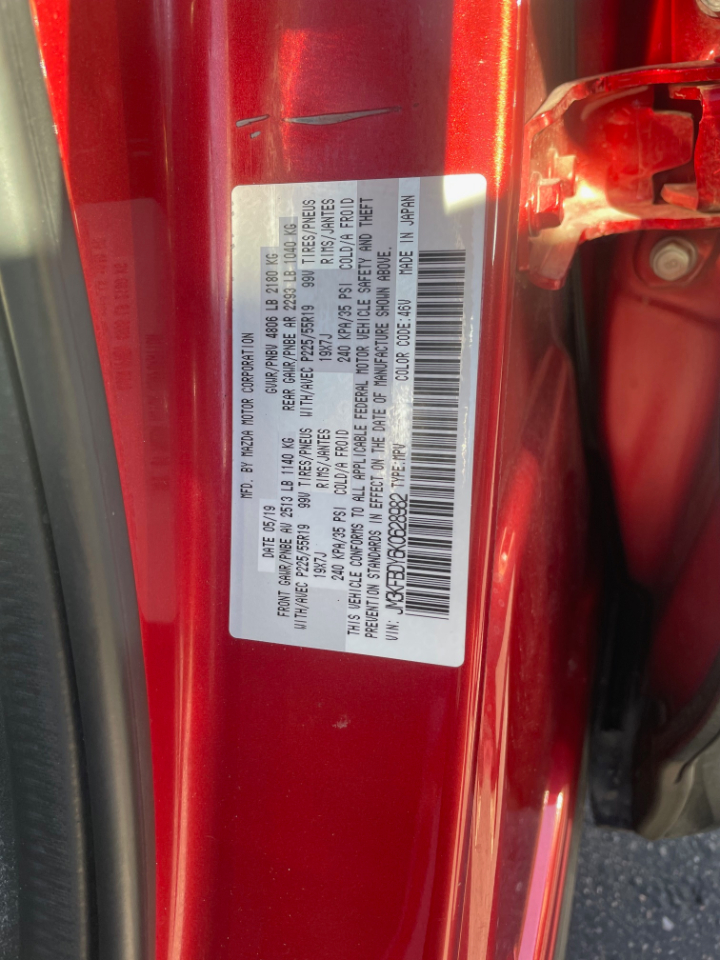 MFD. BY MAZDA MOTOR CORPORATION
DATE 05/19 GVWR/PNBV 4806 LB 2180 KG
FRONT GAWR/PNBE AV 2513 LB 1140 KG REAR GAWR/PNBE AR 2293 LB 1040 KG
WITH/AVEC P225/55R19 99V TIRES/PNEUS WITH/AVEC P225/55R19 99V TIRES/PNEUS
19X7J RIMS/JANTES 19X7J RIMS/JANTES
240 KPA/35 PSI COLD/A FROID 240 KPA/35 PSI COLD/A FROID
THIS VEHICLE CONFORMS TO ALL APPLICABLE FEDERAL MOTOR VEHICLE SAFETY AND THEFT
PREVENTION STANDARDS IN EFFECT ON THE DATE OF MANUFACTURE SHOWN ABOVE.
VIN: JM3KFBDY6K0628982 TYPE:MPV COLOR CODE:46V MADE IN JAPAN